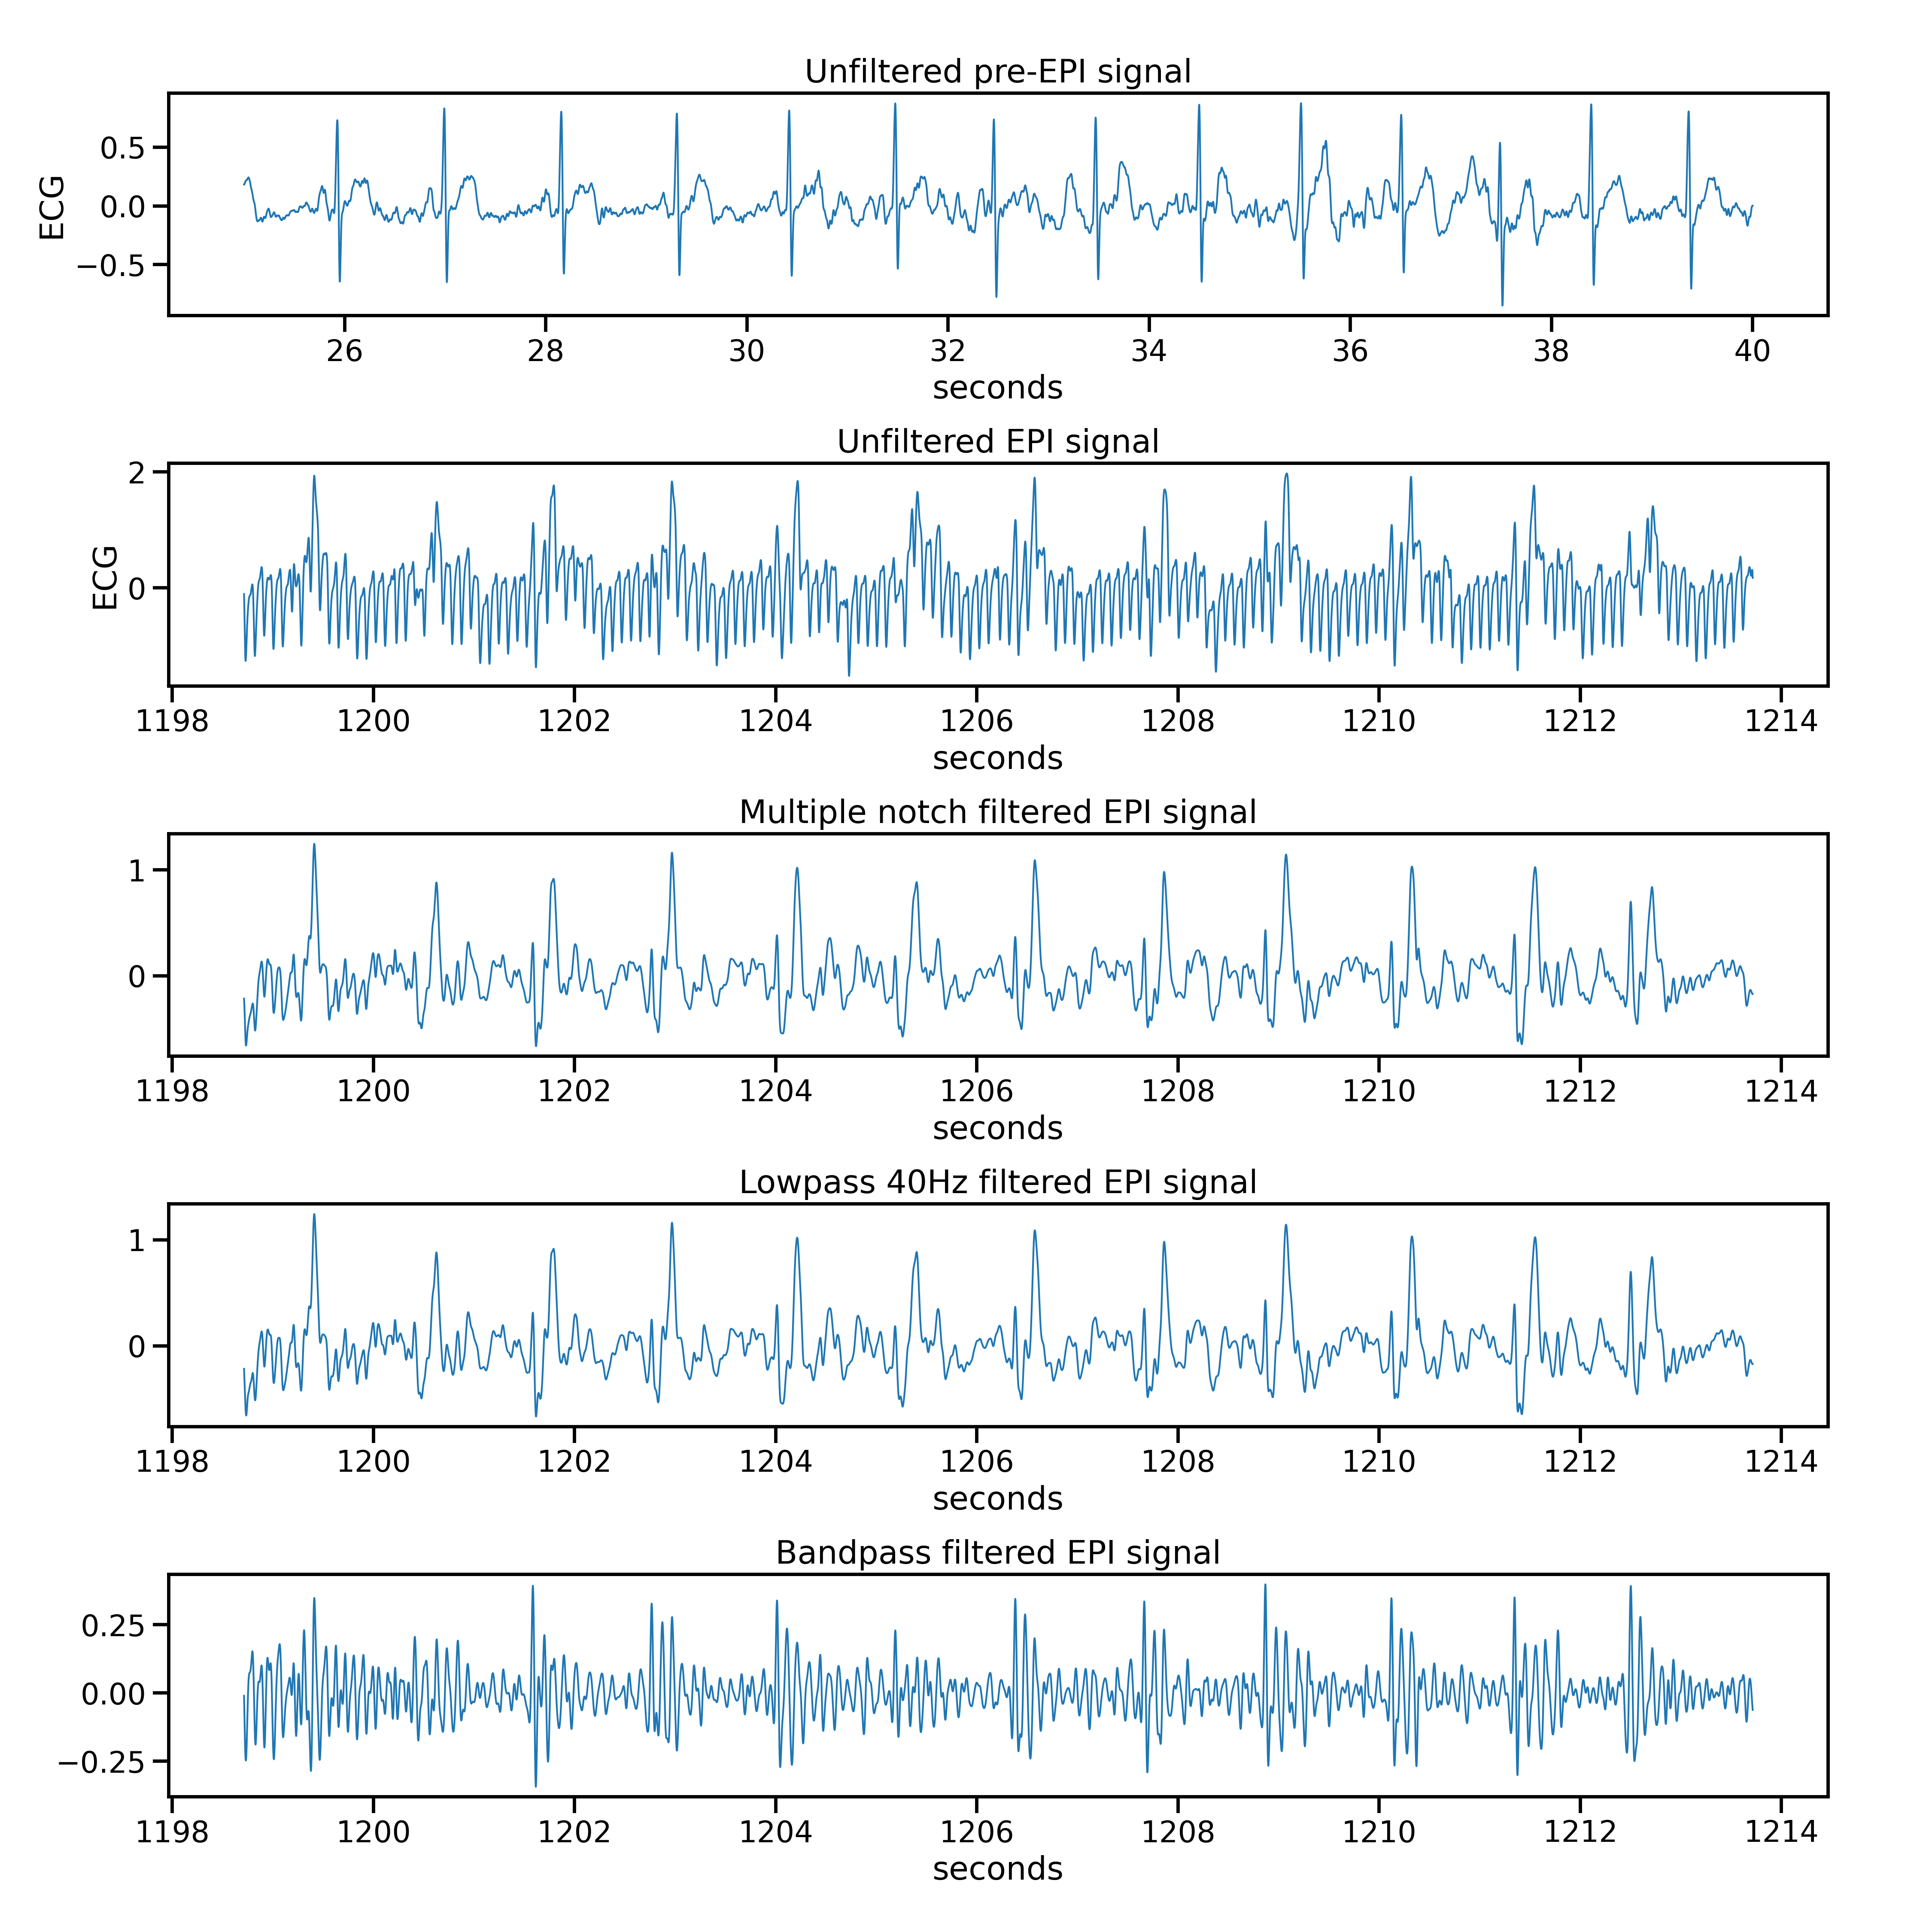 Unfiltered pre-EPI signal
ECG
0.5
0.0
−0.5
26 28 30 32 34 36 38 40
seconds
Unfiltered EPI signal
ECG
2
0
1198 1200 1202 1204 1206 1208 1210 1212 1214
seconds
Multiple notch filtered EPI signal
1
0
1198 1200 1202 1204 1206 1208 1210 1212 1214
seconds
Lowpass 40Hz filtered EPI signal
1
0
1198 1200 1202 1204 1206 1208 1210 1212 1214
seconds
Bandpass filtered EPI signal
0.25
0.00
−0.25
1198 1200 1202 1204 1206 1208 1210 1212 1214
seconds